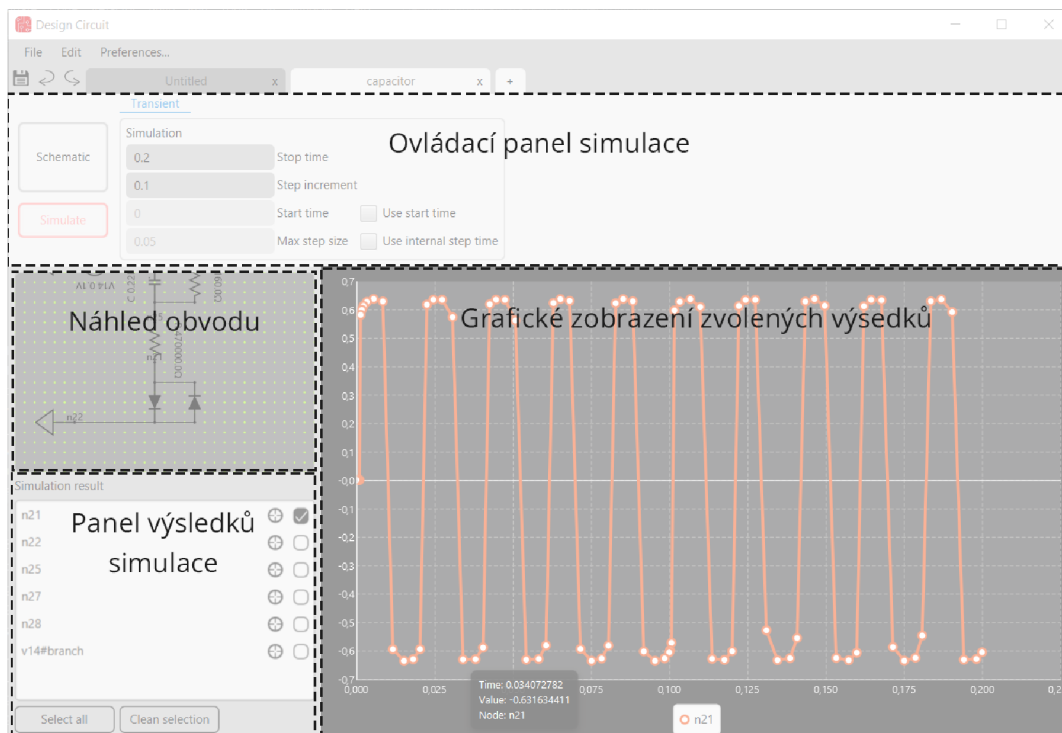 Design Circuit
File Edit Preferences...
Untitled x capacitor x +
Transient
Simulation
Ovládací panel simulace
Schematic
0.2 Stop time
0.1 Step increment
Simulate
0 Start time Use start time
0.05 Max step size Use internal step time
V14 0.1V
Náhled obvodu
n22
Simulation result
n21
n22
n25
n27
n28
v14#branch
Panel výsledků
simulace
Select all Clean selection
Grafické zobrazení zvolených výsedků
0,7
0,6
0,5
0,4
0,3
0,2
0,1
-0,0
-0,1
-0,2
-0,3
-0,4
-0,5
-0,6
-0,7
0,000 0,025 0,075 0,100 0,125 0,150 0,175 0,200
Time: 0.034072782
Value: -0.631634411
Node: n21
n21